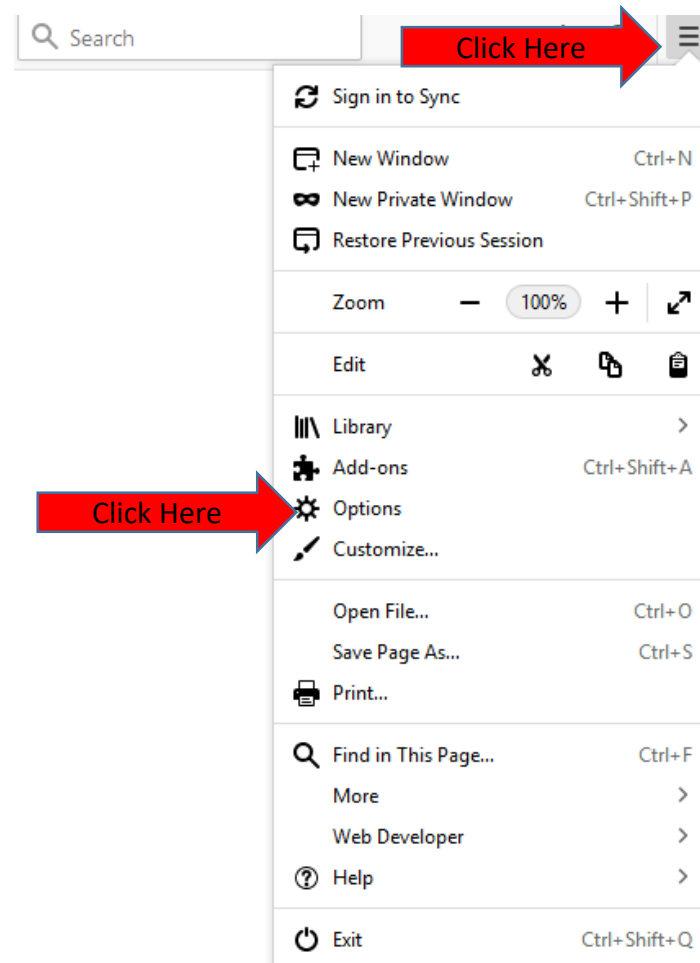 Search
Click Here
Sign in to Sync
New Window Ctrl+N
New Private Window Ctrl+Shift+P
Restore Previous Session
Zoom 100%
Edit
Library
Add-ons Ctrl+Shift+A
Click Here Options
Customize...
Open File... Ctrl+O
Save Page As... Ctrl+S
Print...
Find in This Page... Ctrl+F
More
Web Developer
Help
Exit Ctrl+Shift+Q